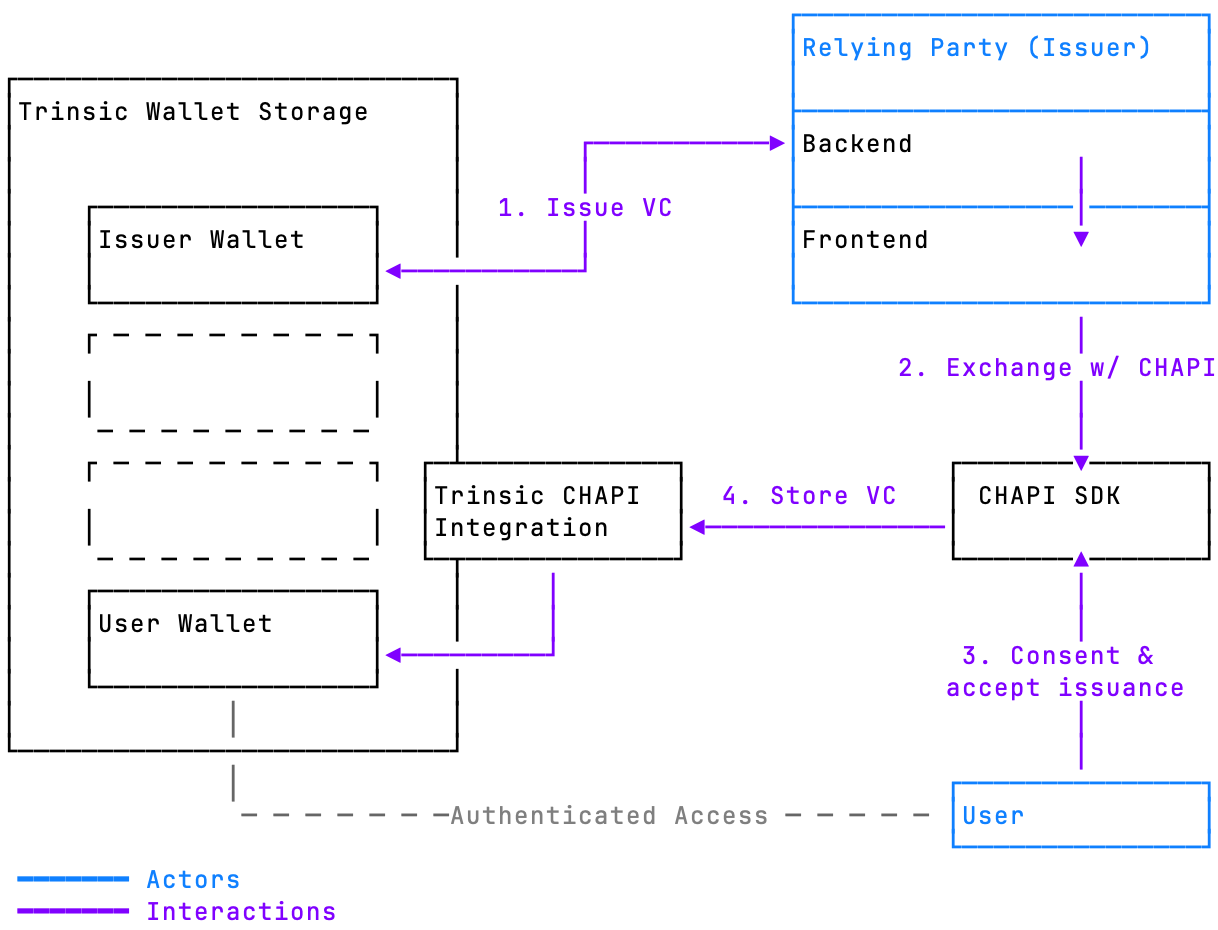 Relying Party (Issuer)
Trinsic Wallet Storage
Backend
1. Issue VC
Issuer Wallet
Frontend
2. Exchange w/ CHAPI
Trinsic CHAPI
Integration
4. Store VC
CHAPI SDK
User Wallet
3. Consent &
accept issuance
Authenticated Access
User
Actors
Interactions